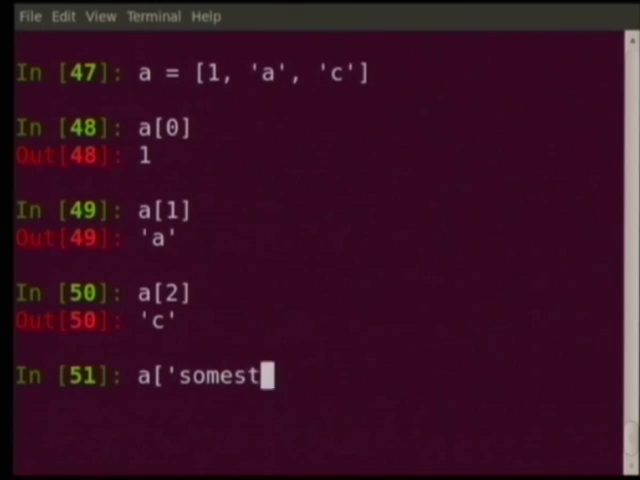 File Edit View Terminal Help
In [47]: a = [1, 'a', 'c']
In [48]: a[0]
Out[48]: 1
In [49]: a[1]
Out[49]: 'a'
In [50]: a[2]
Out[50]: 'c'
In [51]: a['somest